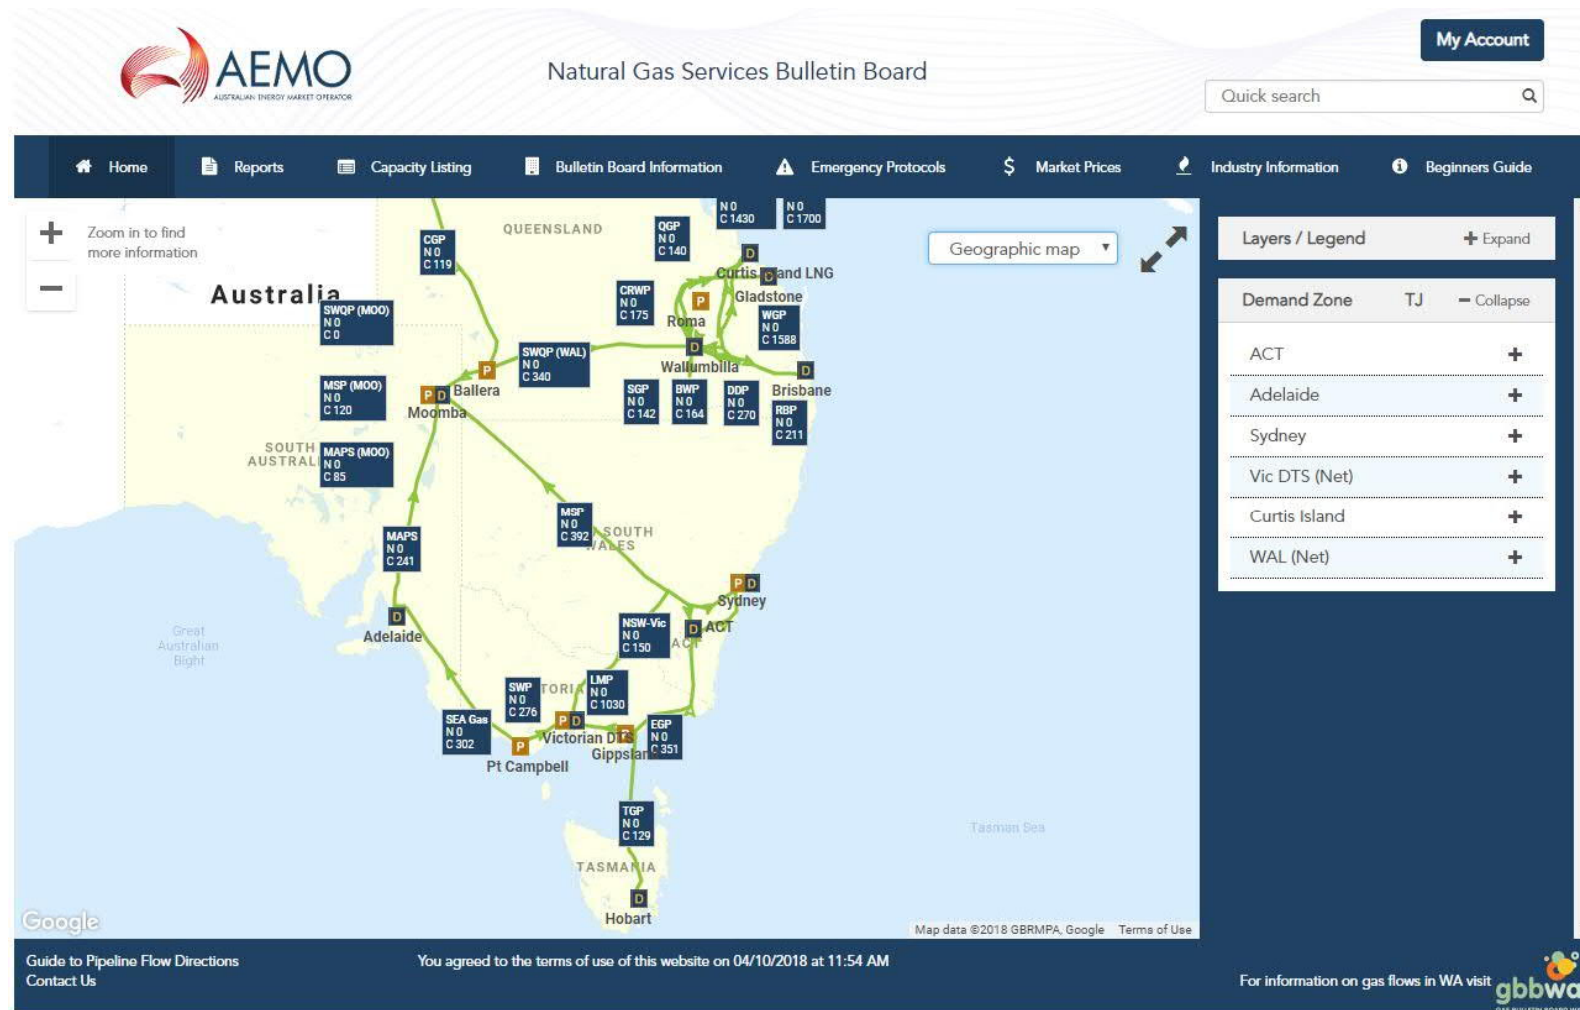 AEMO
AUSTRALIAN ENERGY MARKET OPERATOR
Natural Gas Services Bulletin Board
My Account
Quick search
Home
Reports
Capacity Listing
Bulletin Board Information
Emergency Protocols
$ Market Prices
Industry Information
Beginners Guide
+
Zoom in to find
more information
−
Geographic map
QUEENSLAND
Australia
CGP
N 0
C 119
QGP
N 0
C 140
N 0
C 1430
N 0
C 1700
D
Curtis Island LNG
D
Gladstone
CRWP
N 0
C 175
P
Roma
WGP
N 0
C 1588
SWQP (MOO)
N 0
C 0
SWQP (WAL)
N 0
C 340
D
Wallumbilla
P
Ballera
D
Brisbane
MSP (MOO)
N 0
C 120
P D
Moomba
SGP
N 0
C 142
BWP
N 0
C 164
DDP
N 0
C 270
RBP
N 0
C 211
SOUTH
MAPS (MOO)
N 0
C 85
MAPS
N 0
C 241
MSP
N 0
C 392
SOUTH
WALES
P D
Sydney
D
Adelaide
NSW-Vic
N 0
C 150
D ACT
Great
Australian
Bight
SWP
N 0
C 276
LMP
N 0
C 1030
SEA Gas
N 0
C 302
P D
Victorian DTS
P
Gippsland
EGP
N 0
C 351
P
Pt Campbell
TGP
N 0
C 129
TASMANIA
D
Hobart
Tasman Sea
Google
Map data ©2018 GBRMPA, Google Terms of Use
Layers / Legend + Expand
Demand Zone TJ − Collapse
ACT +
Adelaide +
Sydney +
Vic DTS (Net) +
Curtis Island +
WAL (Net) +
Guide to Pipeline Flow Directions
Contact Us
You agreed to the terms of use of this website on 04/10/2018 at 11:54 AM
For information on gas flows in WA visit
gbbwa